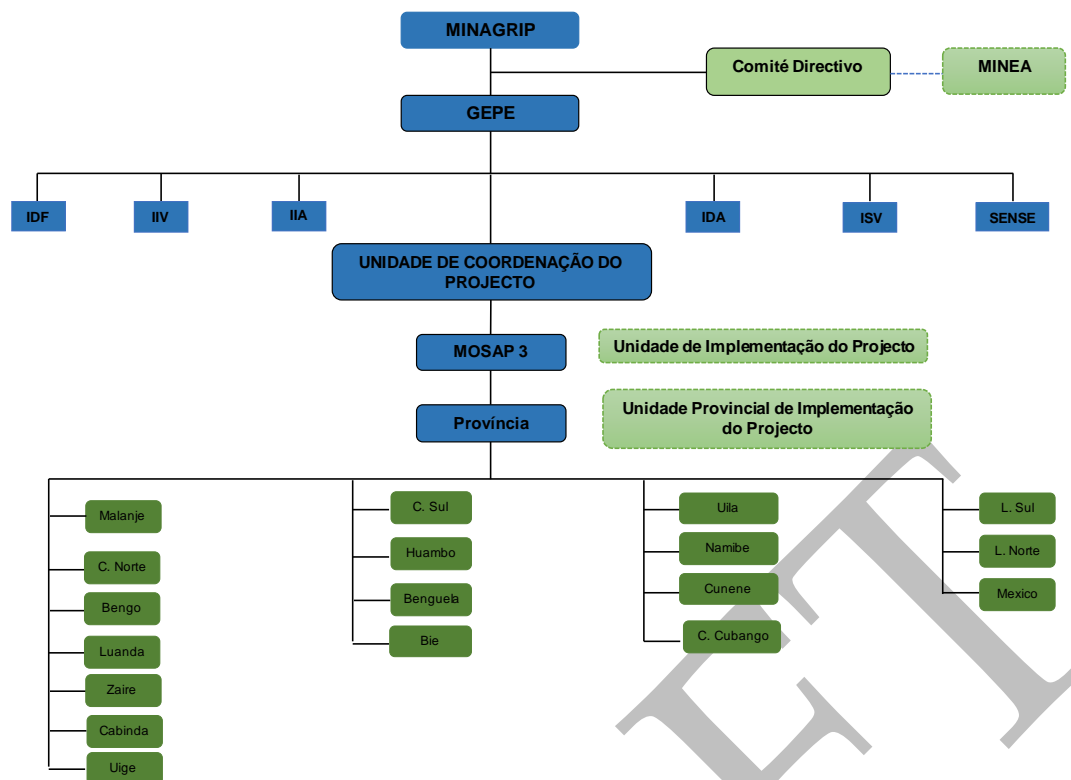 MINAGRIP
Comité Directivo
MINEA
GEPE
IDF
IIV
IIA
IDA
ISV
SENSE
UNIDADE DE COORDENAÇÃO DO
PROJECTO
MOSAP 3
Unidade de Implementação do Projecto
Província
Unidade Provincial de Implementação
do Projecto
Malanje
C. Norte
Bengo
Luanda
Zaire
Cabinda
Uige
C. Sul
Huambo
Benguela
Bie
Uila
Namibe
Cunene
C. Cubango
L. Sul
L. Norte
Mexico
FT